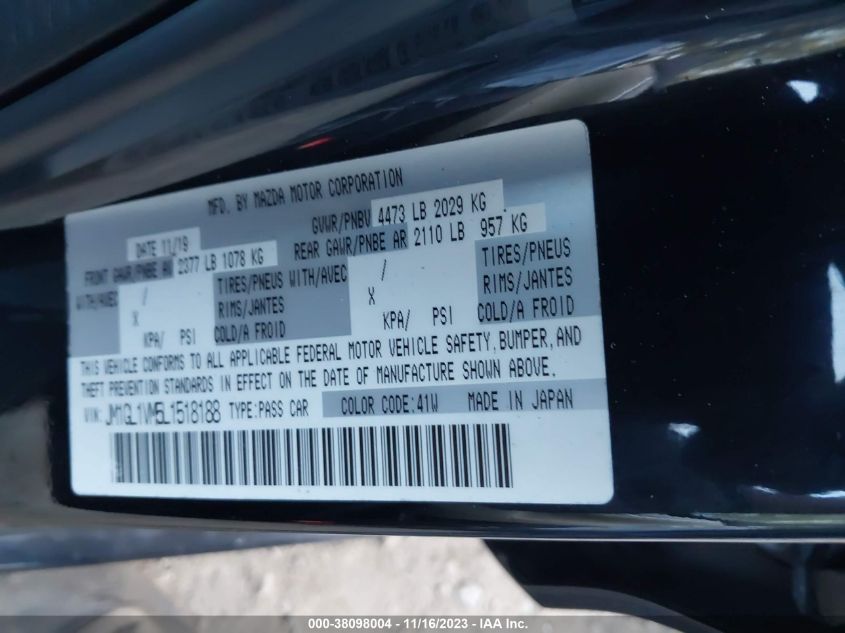 MFD. BY MAZDA MOTOR CORPORATION
DATE 11/19 GVWR/PNBV 4473 LB 2029 KG
FRONT GAWR/PNBE AV 2377 LB 1078 KG REAR GAWR/PNBE AR 2110 LB 957 KG
WITH/AVEC / TIRES/PNEUS WITH/AVEC / TIRES/PNEUS
X RIMS/JANTES X RIMS/JANTES
KPA/ PSI COLD/A FROID KPA/ PSI COLD/A FROID
THIS VEHICLE CONFORMS TO ALL APPLICABLE FEDERAL MOTOR VEHICLE SAFETY, BUMPER, AND
THEFT PREVENTION STANDARDS IN EFFECT ON THE DATE OF MANUFACTURE SHOWN ABOVE.
VIN: JM1GL1VM5L1518188 TYPE: PASS CAR COLOR CODE: 41W MADE IN JAPAN
000-38098004 - 11/16/2023 - IAA Inc.